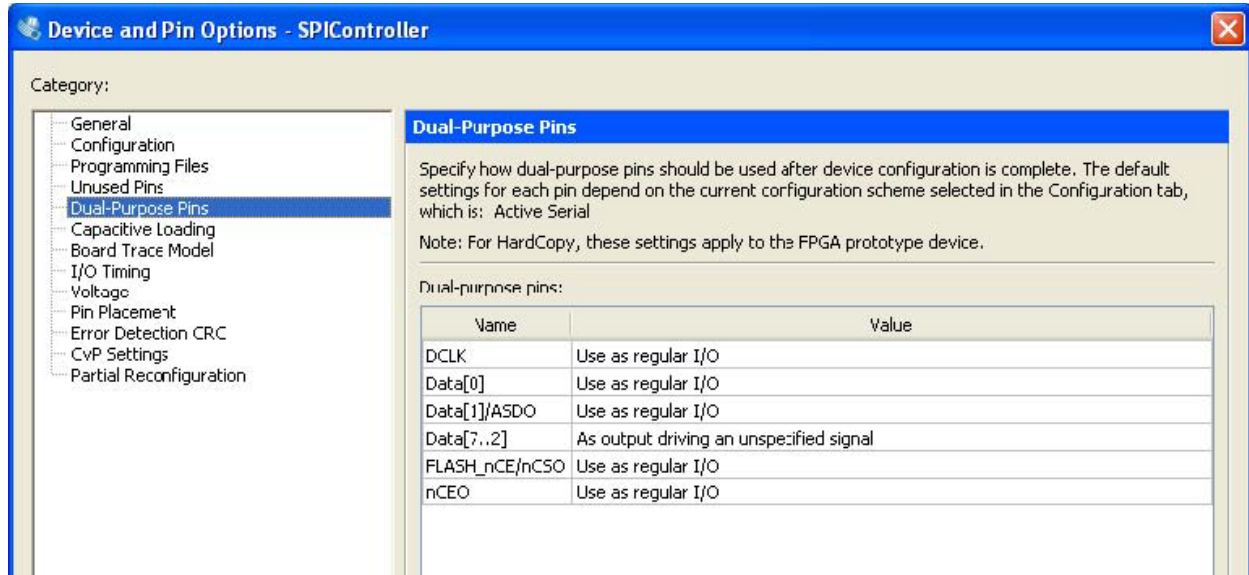 Device and Pin Options - SPIController
Category:
General
Configuration
Programming Files
Unused Pins
Dual-Purpose Pins
Capacitive Loading
Board Trace Model
I/O Timing
Voltage
Pin Placement
Error Detection CRC
CvP Settings
Partial Reconfiguration
Dual-Purpose Pins
Specify how dual-purpose pins should be used after device configuration is complete. The default
settings for each pin depend on the current configuration scheme selected in the Configuration tab,
which is: Active Serial
Note: For HardCopy, these settings apply to the FPGA prototype device.
Dual-purpose pins:
Name Value
DCLK Use as regular I/O
Data[0] Use as regular I/O
Data[1]/ASDO Use as regular I/O
Data[7..2] As output driving an unspecified signal
FLASH_nCE/nCSO Use as regular I/O
nCEO Use as regular I/O